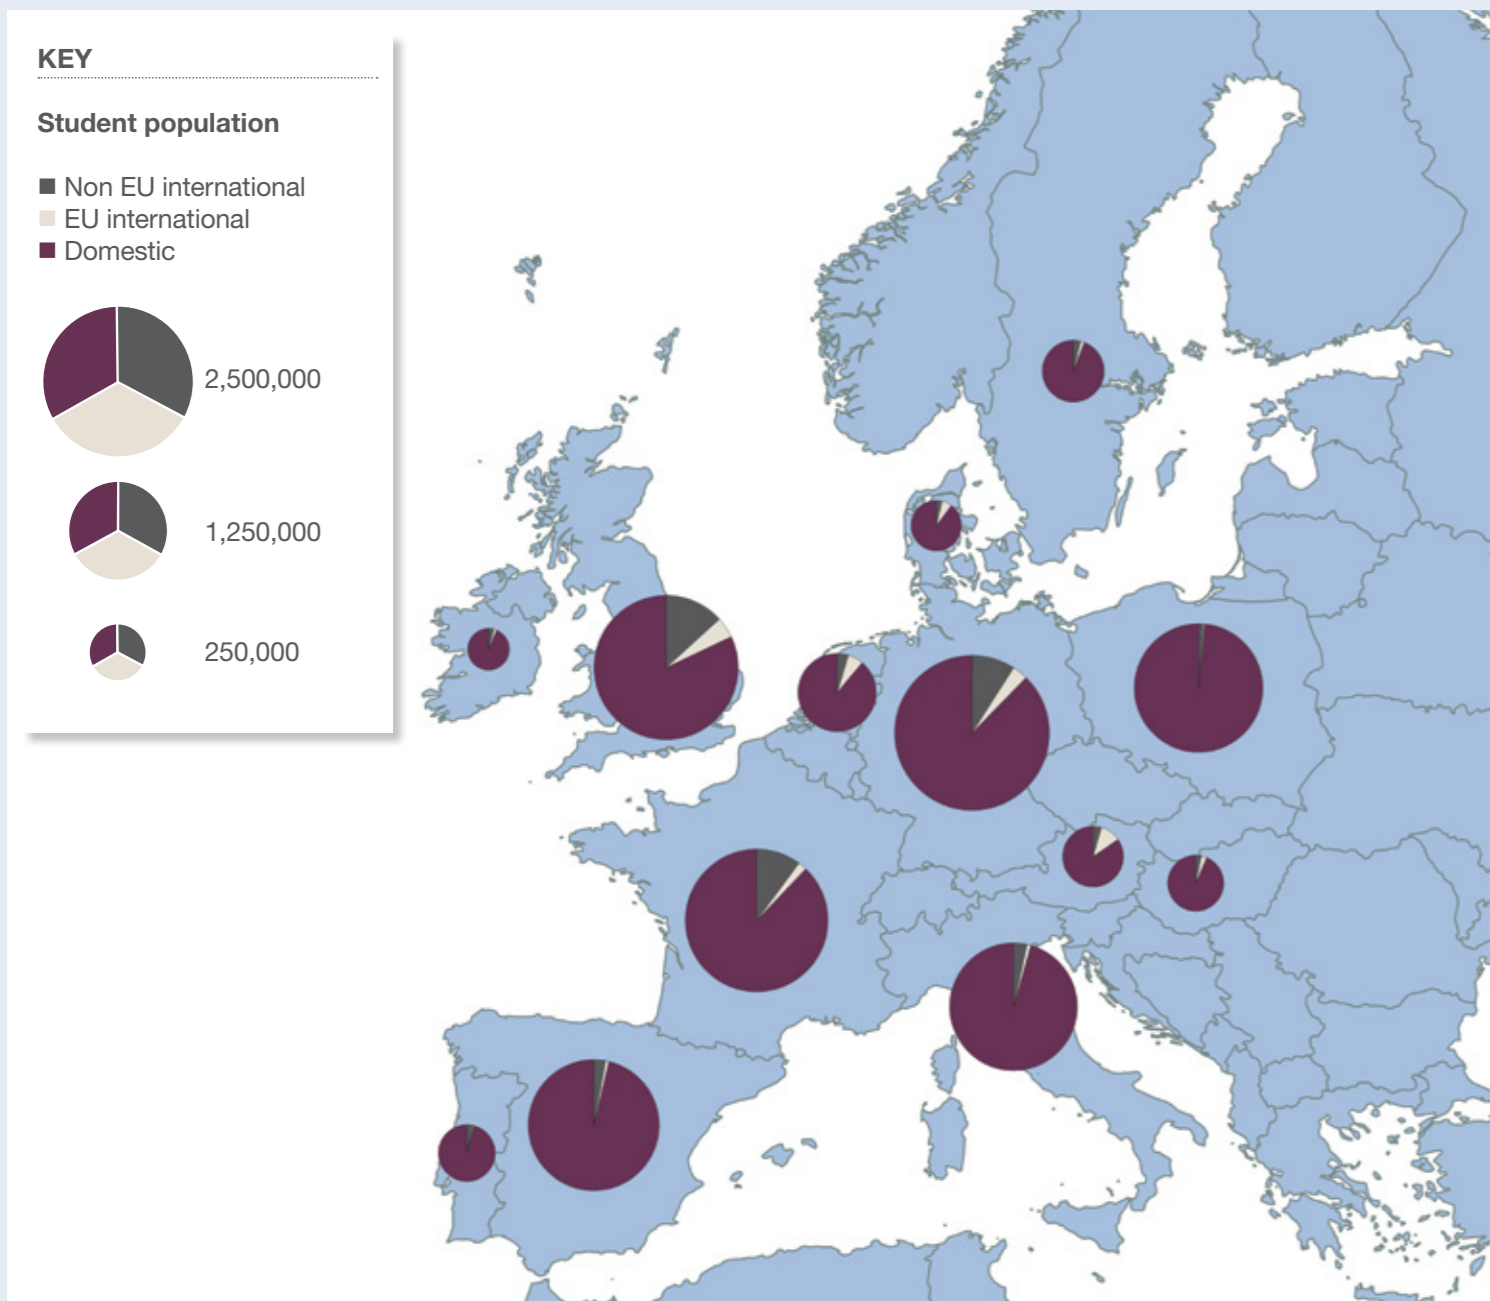 KEY
Student population
Non EU international
EU international
Domestic
2,500,000
1,250,000
250,000